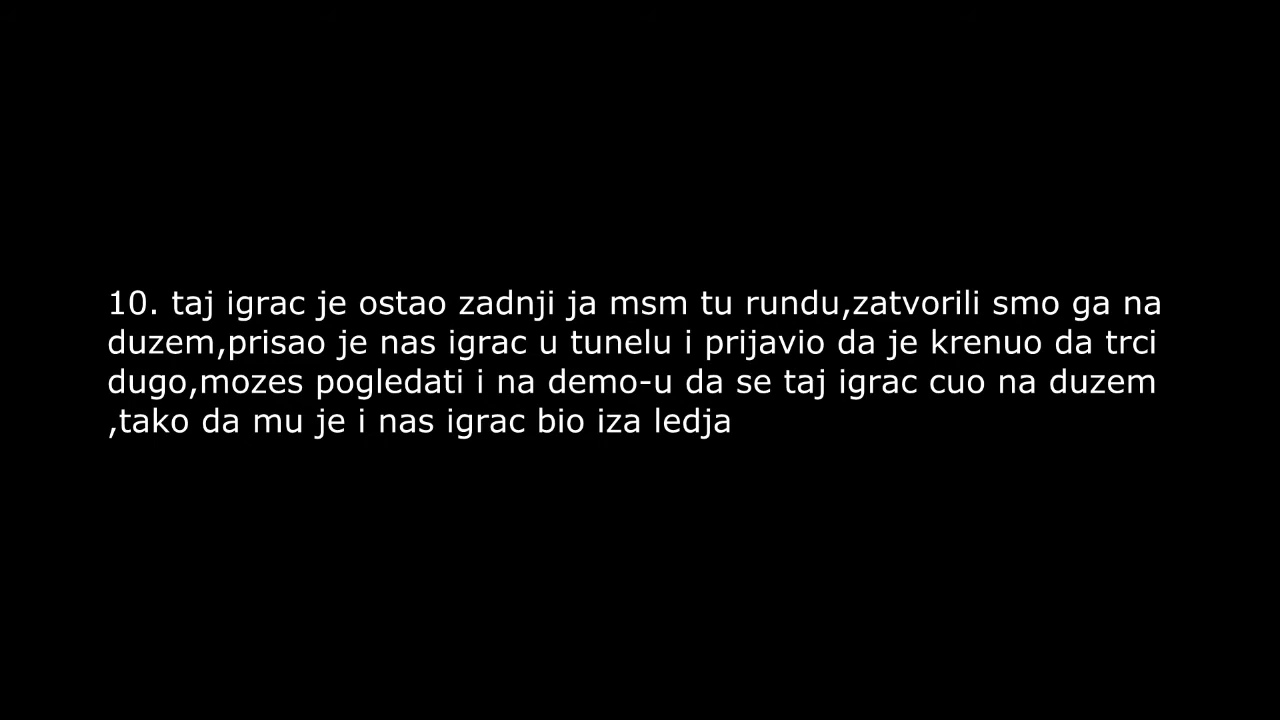 10. taj igrac je ostao zadnji ja msm tu rundu,zatvorili smo ga na
duzem,prisao je nas igrac u tunelu i prijavio da je krenuo da trci
dugo,mozes pogledati i na demo-u da se taj igrac cuo na duzem
,tako da mu je i nas igrac bio iza ledja